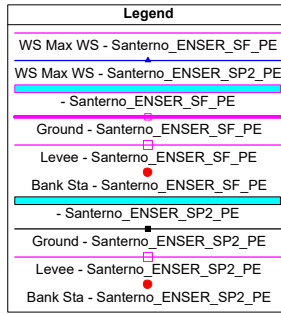 Legend
WS Max WS - Santerno_ENSER_SF_PE
WS Max WS - Santerno_ENSER_SP2_PE
- Santerno_ENSER_SF_PE
Ground - Santerno_ENSER_SF_PE
Levee - Santerno_ENSER_SF_PE
Bank Sta - Santerno_ENSER_SF_PE
- Santerno_ENSER_SP2_PE
Ground - Santerno_ENSER_SP2_PE
Levee - Santerno_ENSER_SP2_PE
Bank Sta - Santerno_ENSER_SP2_PE